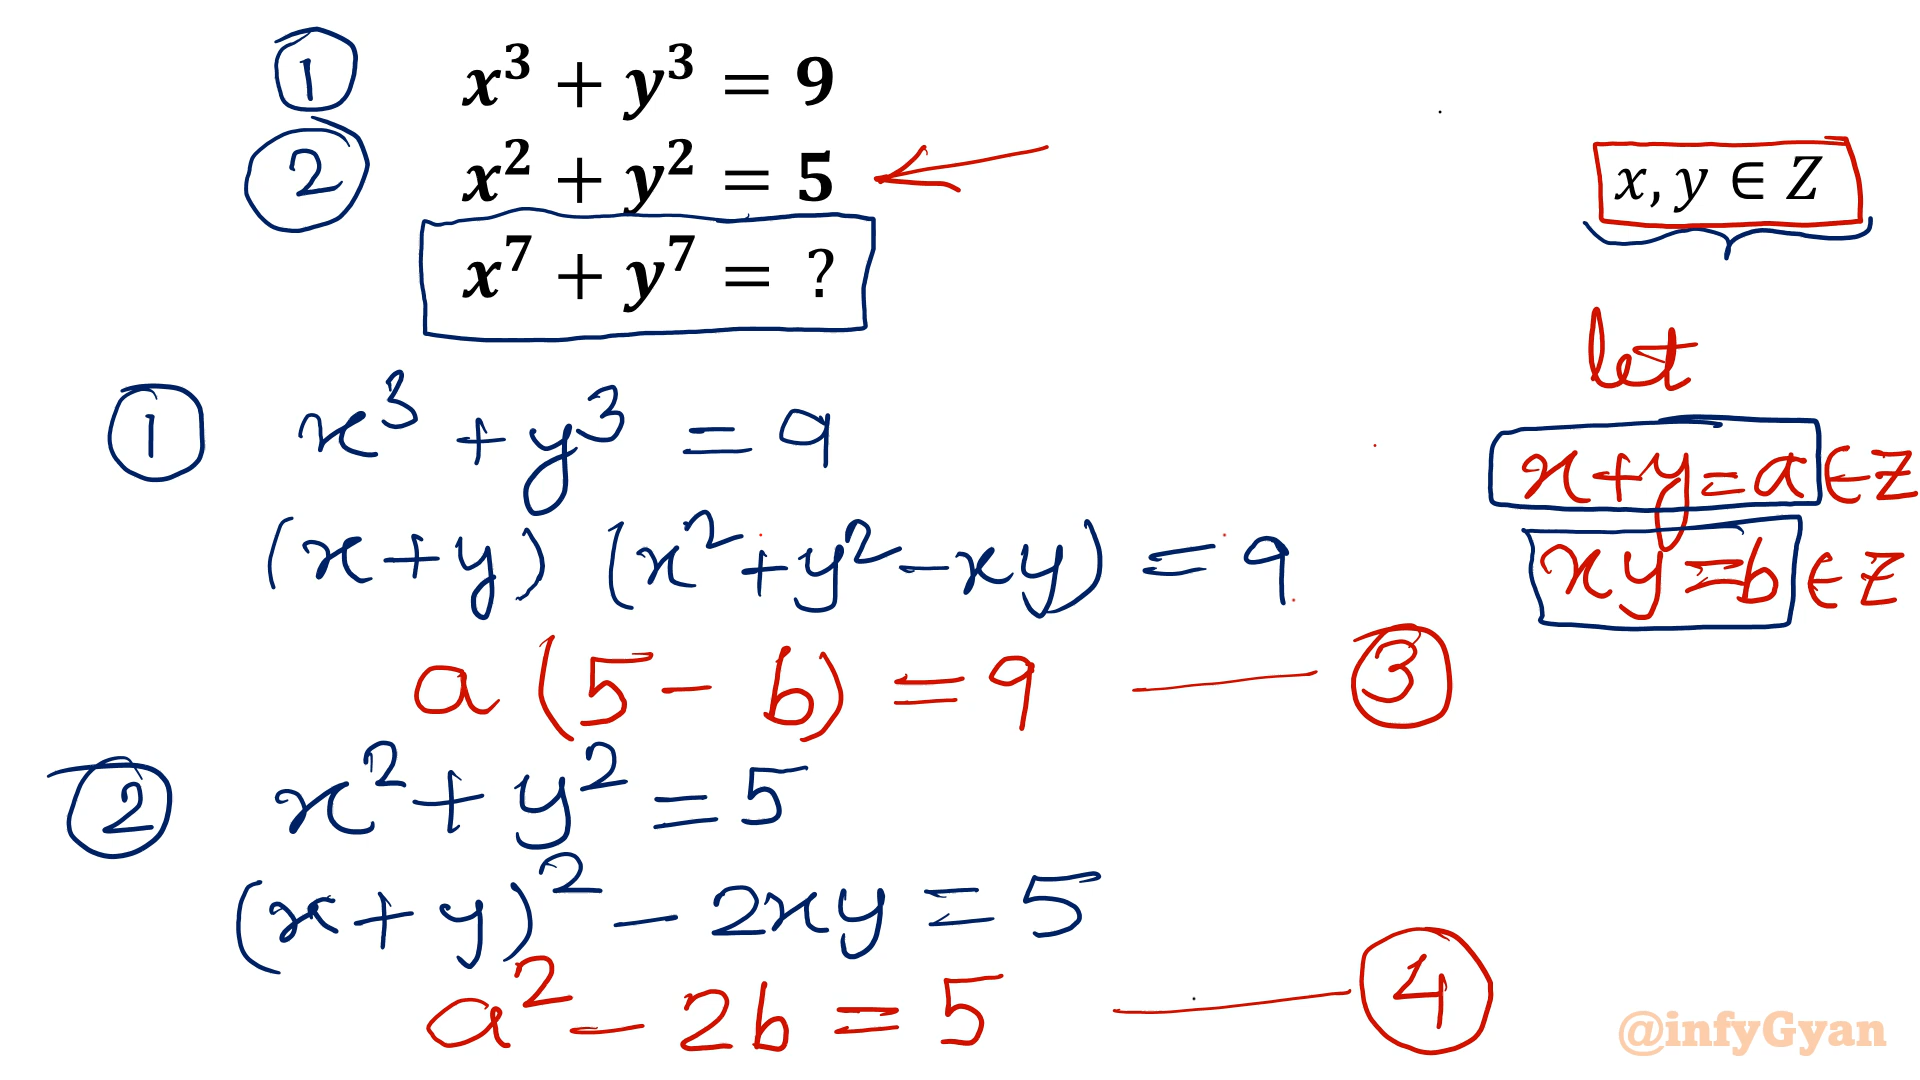 ① x³ + y³ = 9
② x² + y² = 5
x⁷ + y⁷ = ?
x, y ∈ Z
let
x+y=a ∈ Z
xy=b ∈ Z
① x³ + y³ = 9
(x+y) (x²+y²-xy) = 9
a (5 - b) = 9 — ③
② x² + y² = 5
(x+y)² - 2xy = 5
a² - 2b = 5 — ④
@infyGyan